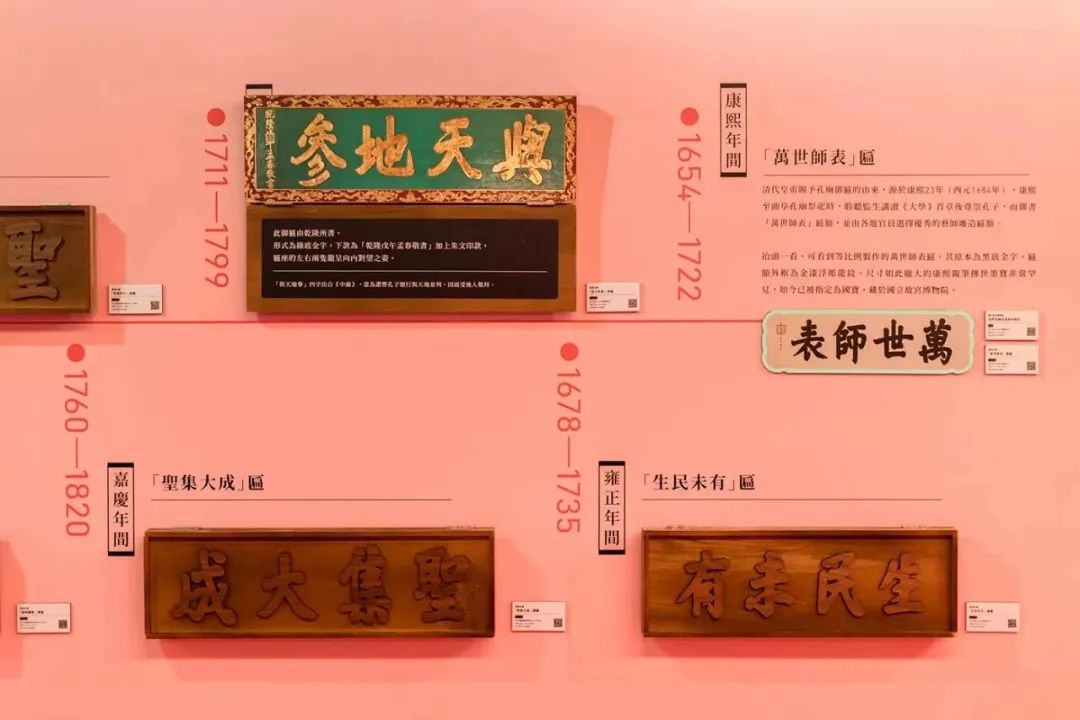 康熙年間
1654—1722
「萬世師表」匾
清代皇帝賜予孔廟御匾的由來，源於康熙23年（西元1684年），康熙
至曲阜孔廟祭祀時，聆聽監生講讀《大學》首章後尊崇孔子，而御書
「萬世師表」匾額，並由各地官員選擇優秀的藝師雕造匾額。
抬頭一看，可看到等比例製作的萬世師表匾，其原本為黑底金字，匾
額外框為金漆浮雕龍紋。尺寸如此龐大的康熙親筆傳世墨寶非常罕
見，如今已被指定為國寶，藏於國立故宮博物院。
萬世師表
1711—1799
與天地參
此御匾由乾隆所書。
形式為綠底金字，下款為「乾隆戊午孟春敬書」加上朱文印款，
匾座的左右兩隻龍呈向內對望之姿。
「與天地參」四字出自《中庸》，意為讚譽孔子德行與天地並列，因而受後人敬拜。
聖
雍正年間
1678—1735
「生民未有」匾
生民未有
嘉慶年間
1760—1820
「聖集大成」匾
聖集大成